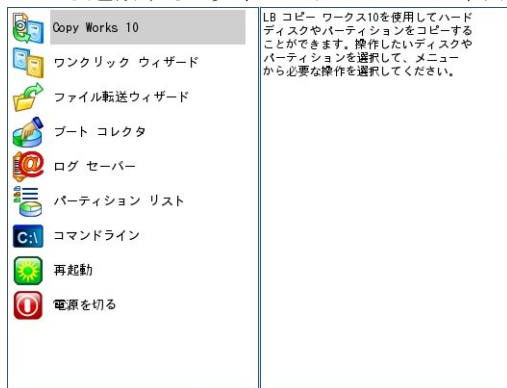 Copy Works 10
ワンクリック ウィザード
ファイル転送ウィザード
ブート コレクタ
ログ セーバー
パーティション リスト
C:\
コマンドライン
再起動
電源を切る
LB コピー ワークス10を使用してハード
ディスクやパーティションをコピーする
ことができます。操作したいディスクや
パーティションを選択して、メニュー
から必要な操作を選択してください。